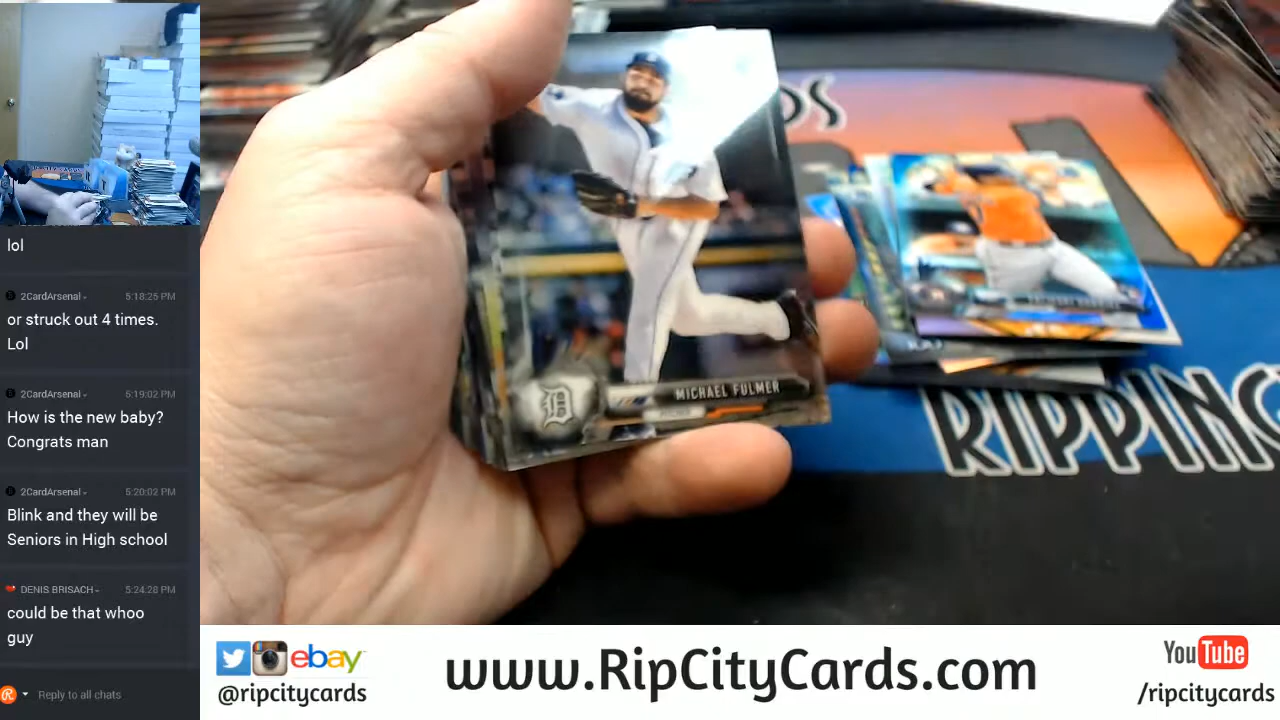 lol
2CardArsenal 5:18:25 PM
or struck out 4 times.
Lol
2CardArsenal 5:19:02 PM
How is the new baby?
Congrats man
2CardArsenal 5:20:02 PM
Blink and they will be
Seniors in High school
DENIS BRISACH 5:24:28 PM
could be that whoo
guy
Reply to all chats
MICHAEL FULMER
PITCHER
RIPPING
ebay
@ripcitycards
www.RipCityCards.com
YouTube
/ripcitycards